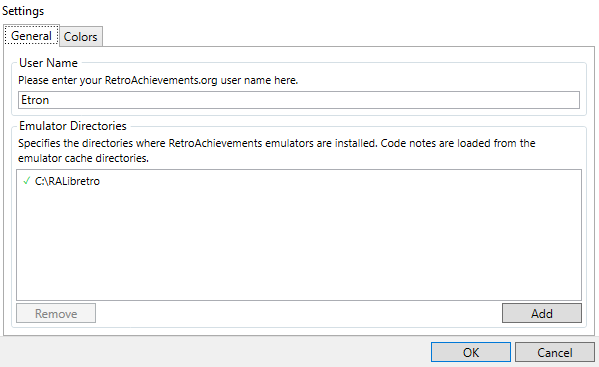 Settings
General
Colors
User Name
Please enter your RetroAchievements.org user name here.
Etron
Emulator Directories
Specifies the directories where RetroAchievements emulators are installed. Code notes are loaded from the
emulator cache directories.
✓ C:\RALibretro
Remove
Add
OK
Cancel